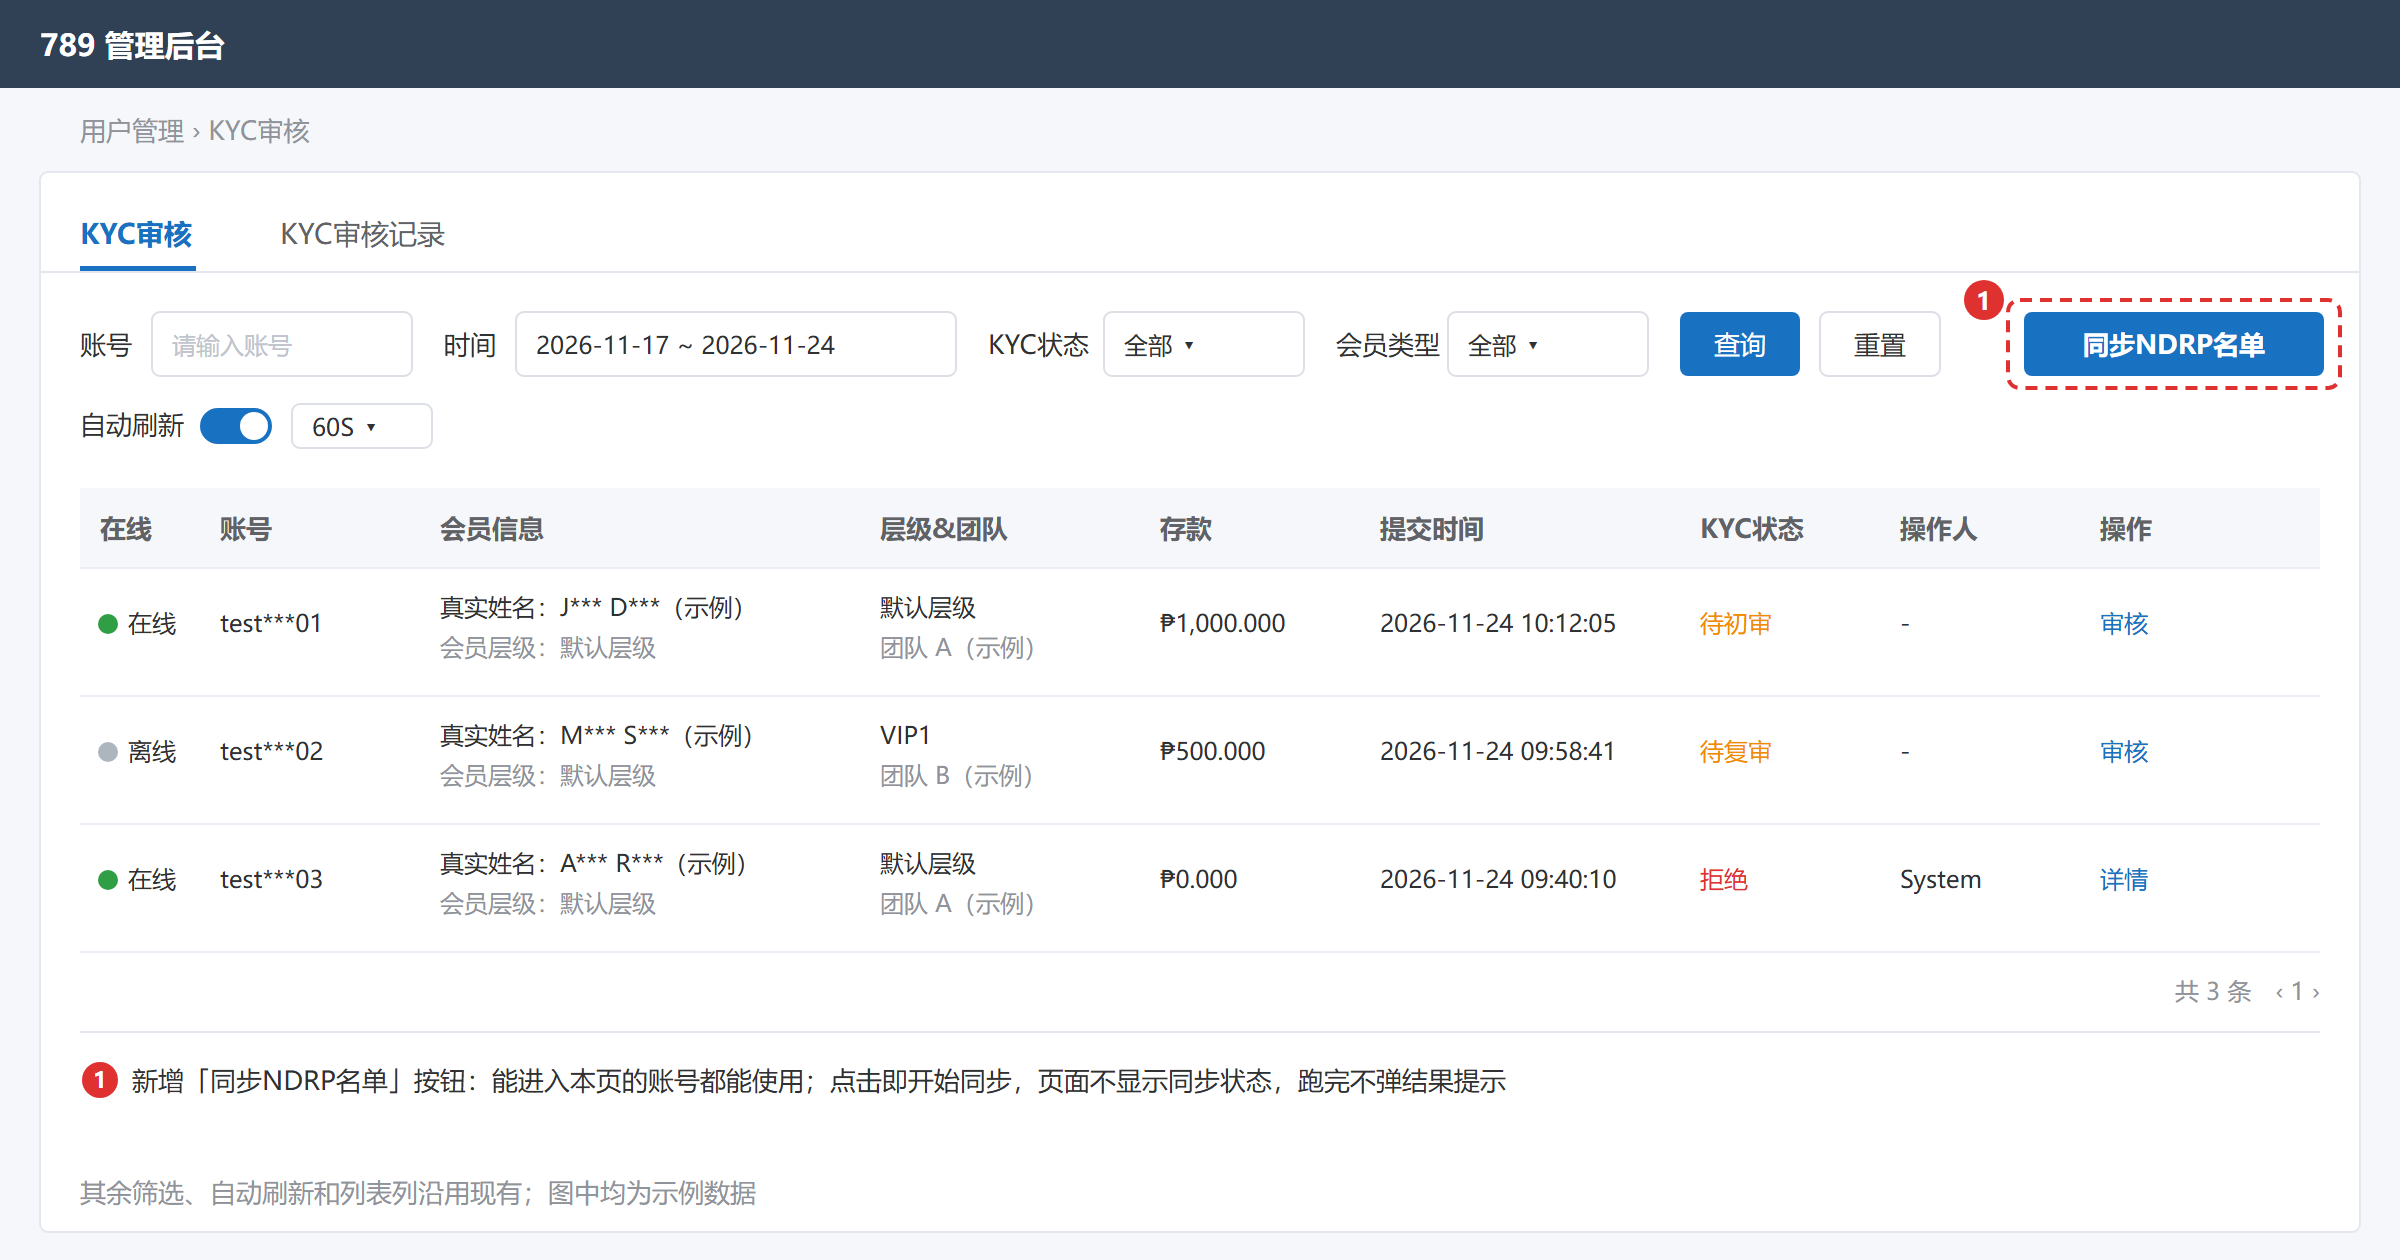 789 管理后台
用户管理 › KYC审核
KYC审核 KYC审核记录
账号 请输入账号 时间 2026-11-17 ~ 2026-11-24 KYC状态 全部 ▾ 会员类型 全部 ▾ 查询 重置 1 同步NDRP名单
自动刷新 60S ▾
在线 账号 会员信息 层级&团队 存款 提交时间 KYC状态 操作人 操作
在线 test***01 真实姓名：J*** D***（示例） 默认层级 ₱1,000.000 2026-11-24 10:12:05 待初审 - 审核
会员层级：默认层级 团队 A（示例）
离线 test***02 真实姓名：M*** S***（示例） VIP1 ₱500.000 2026-11-24 09:58:41 待复审 - 审核
会员层级：默认层级 团队 B（示例）
在线 test***03 真实姓名：A*** R***（示例） 默认层级 ₱0.000 2026-11-24 09:40:10 拒绝 System 详情
会员层级：默认层级 团队 A（示例）
共 3 条 ‹ 1 ›
1 新增「同步NDRP名单」按钮：能进入本页的账号都能使用；点击即开始同步，页面不显示同步状态，跑完不弹结果提示
其余筛选、自动刷新和列表列沿用现有；图中均为示例数据